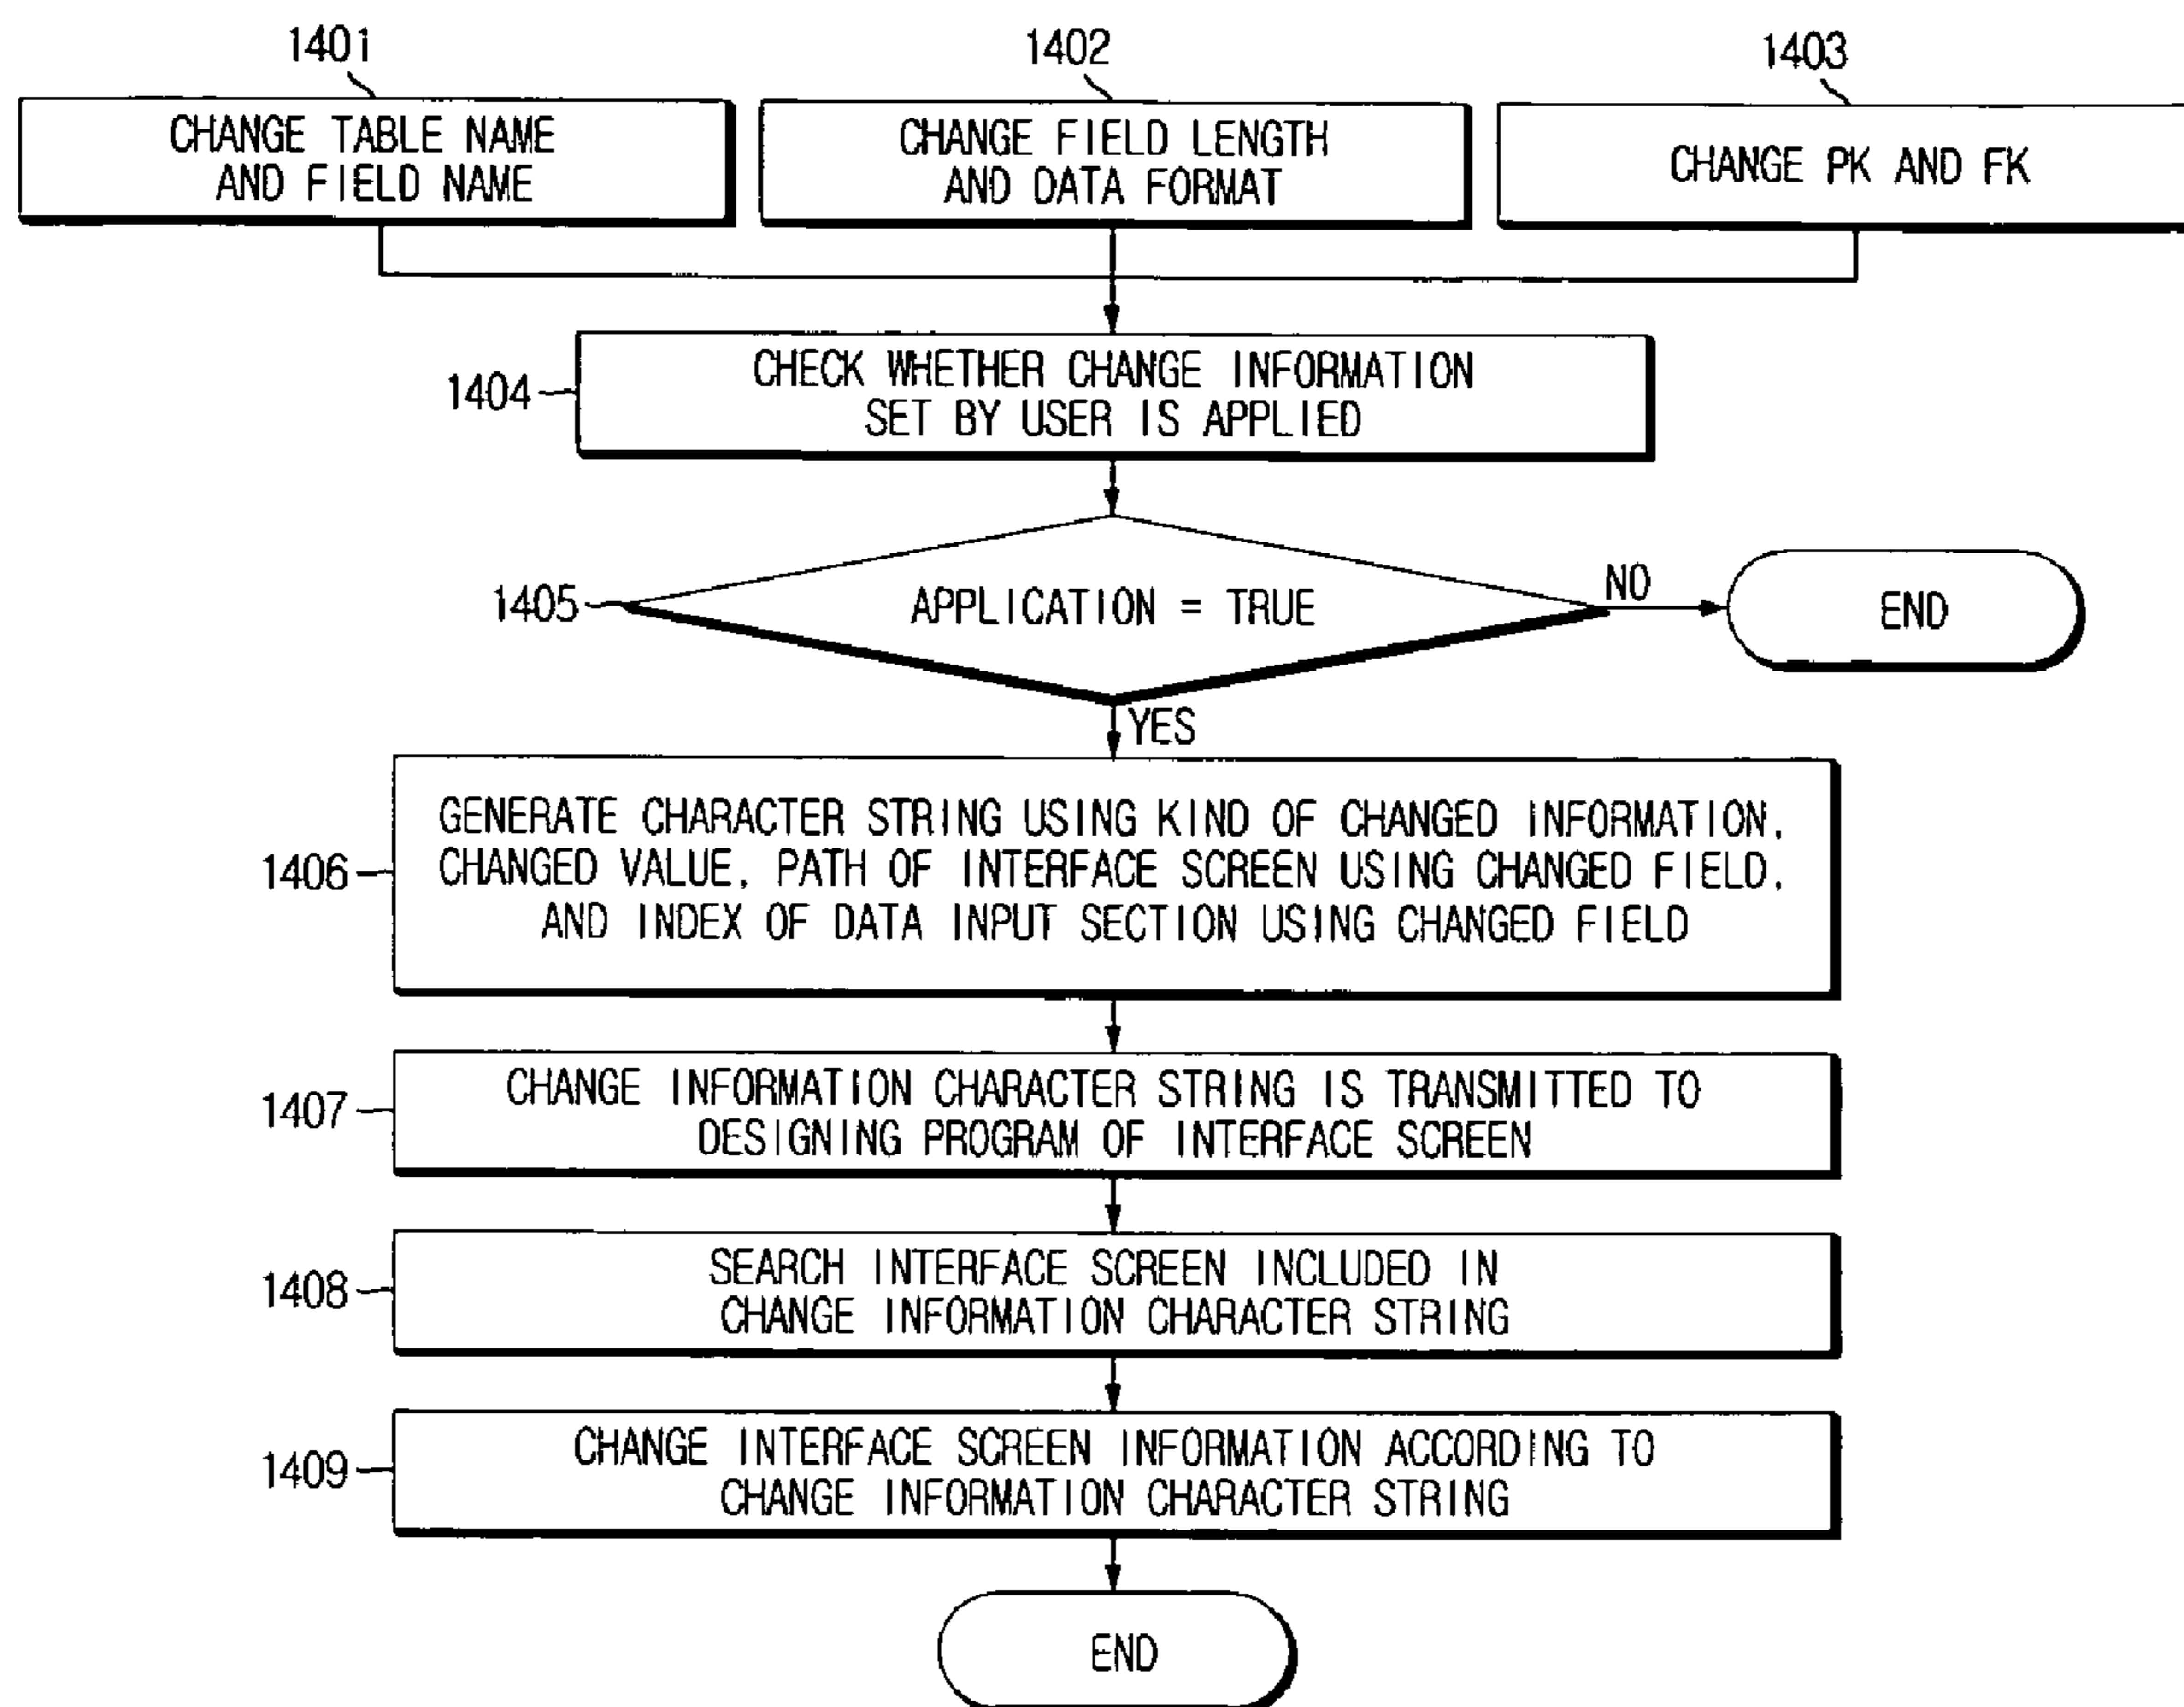 1401
1402
1403
CHANGE TABLE NAME
AND FIELD NAME
CHANGE FIELD LENGTH
AND DATA FORMAT
CHANGE PK AND FK
1404
CHECK WHETHER CHANGE INFORMATION
SET BY USER IS APPLIED
1405
APPLICATION = TRUE
NO
END
YES
1406
GENERATE CHARACTER STRING USING KIND OF CHANGED INFORMATION,
CHANGED VALUE, PATH OF INTERFACE SCREEN USING CHANGED FIELD,
AND INDEX OF DATA INPUT SECTION USING CHANGED FIELD
1407
CHANGE INFORMATION CHARACTER STRING IS TRANSMITTED TO
DESIGNING PROGRAM OF INTERFACE SCREEN
1408
SEARCH INTERFACE SCREEN INCLUDED IN
CHANGE INFORMATION CHARACTER STRING
1409
CHANGE INTERFACE SCREEN INFORMATION ACCORDING TO
CHANGE INFORMATION CHARACTER STRING
END